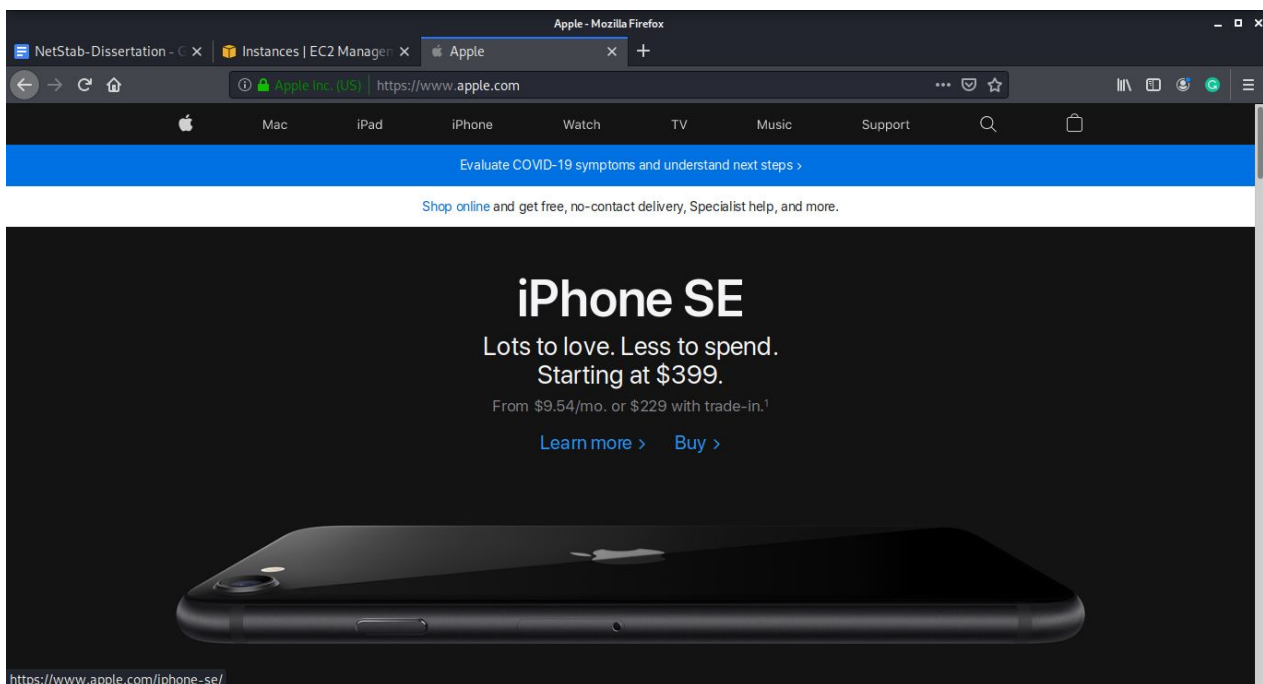 Apple - Mozilla Firefox
NetStab-Dissertation - G
Instances | EC2 Managem
Apple
Apple Inc. (US) https://www.apple.com
Mac iPad iPhone Watch TV Music Support
Evaluate COVID-19 symptoms and understand next steps >
Shop online and get free, no-contact delivery, Specialist help, and more.
iPhone SE
Lots to love. Less to spend.
Starting at $399.
From $9.54/mo. or $229 with trade-in.¹
Learn more > Buy >
https://www.apple.com/iphone-se/